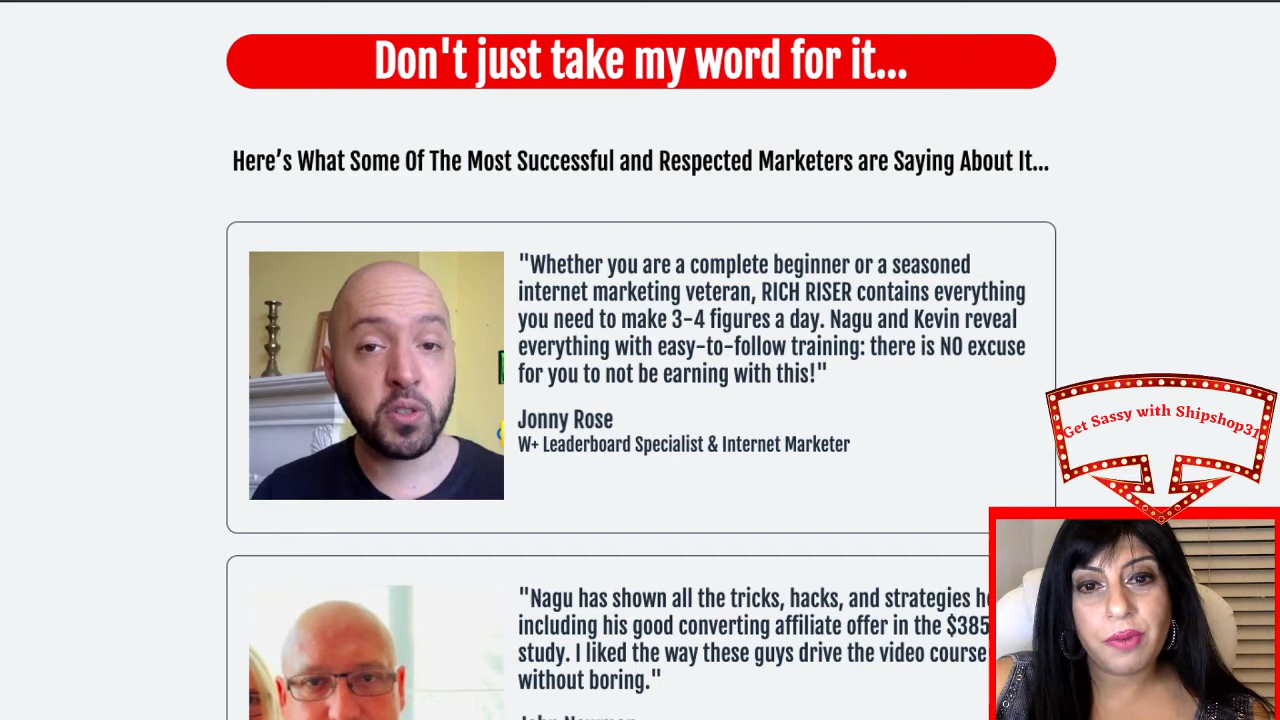 Don't just take my word for it...
Here's What Some Of The Most Successful and Respected Marketers are Saying About It...
"Whether you are a complete beginner or a seasoned
internet marketing veteran, RICH RISER contains everything
you need to make 3-4 figures a day. Nagu and Kevin reveal
everything with easy-to-follow training: there is NO excuse
for you to not be earning with this!"
Jonny Rose
W+ Leaderboard Specialist & Internet Marketer
Get Sassy with Shipshop31
"Nagu has shown all the tricks, hacks, and strategies
including his good converting affiliate offer in the $385
study. I liked the way these guys drive the video course
without boring."